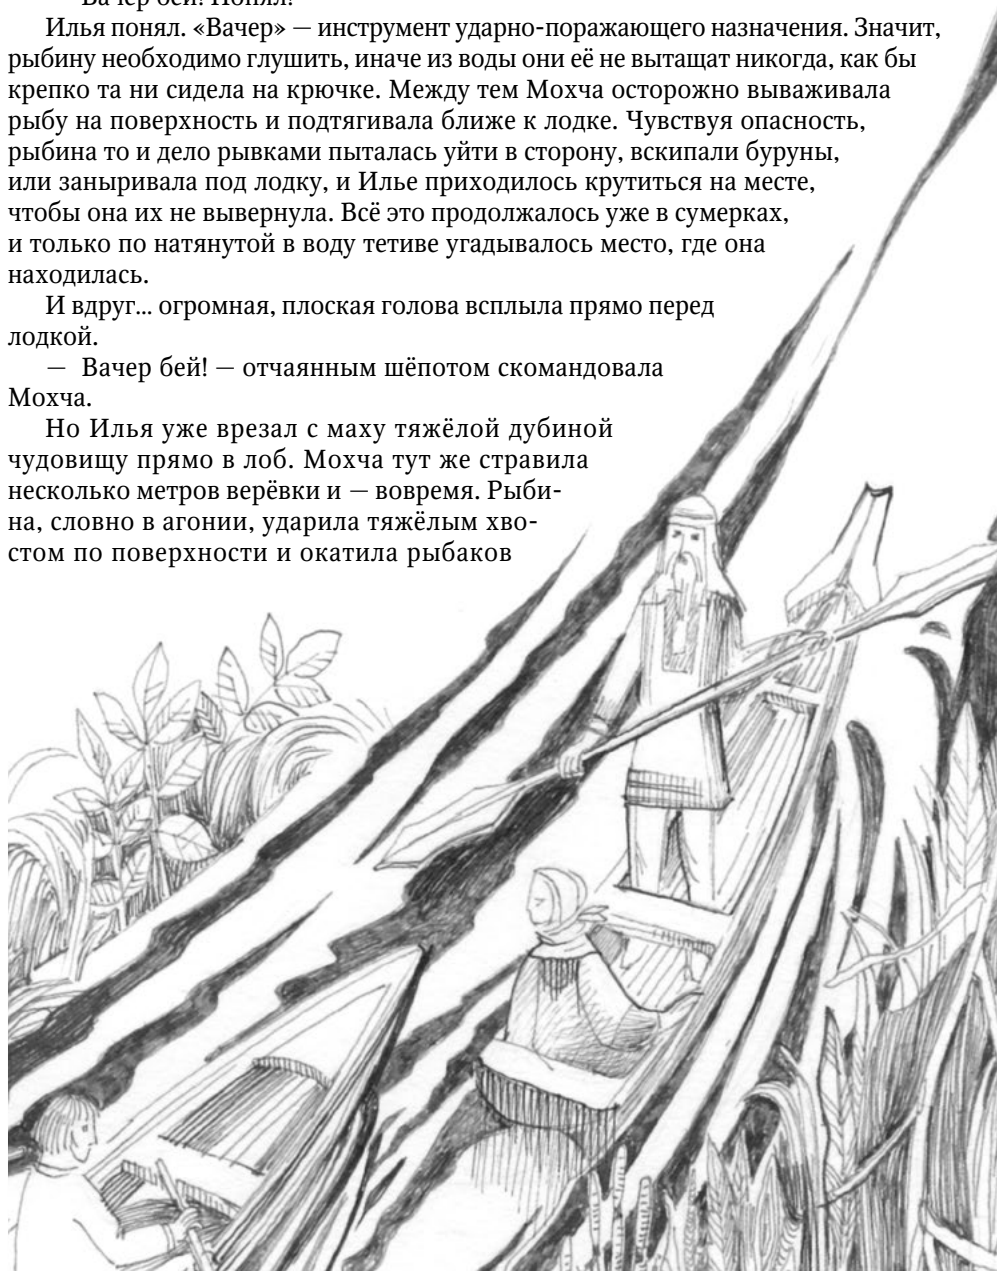 Вачер бей! Понял?
Илья понял. «Вачер» — инструмент ударно-поражающего назначения. Значит,
рыбину необходимо глушить, иначе из воды они её не вытащат никогда, как бы
крепко та ни сидела на крючке. Между тем Мохча осторожно вываживала
рыбу на поверхность и подтягивала ближе к лодке. Чувствуя опасность,
рыбина то и дело рывками пыталась уйти в сторону, вскипали буруны,
или заныривала под лодку, и Илье приходилось крутиться на месте,
чтобы она их не вывернула. Всё это продолжалось уже в сумерках,
и только по натянутой в воду тетиве угадывалось место, где она
находилась.
И вдруг... огромная, плоская голова всплыла прямо перед
лодкой.
— Вачер бей! — отчаянным шёпотом скомандовала
Мохча.
Но Илья уже врезал с маху тяжёлой дубиной
чудовищу прямо в лоб. Мохча тут же стравила
несколько метров верёвки и — вовремя. Рыби-
на, словно в агонии, ударила тяжёлым хво-
стом по поверхности и окатила рыбаков